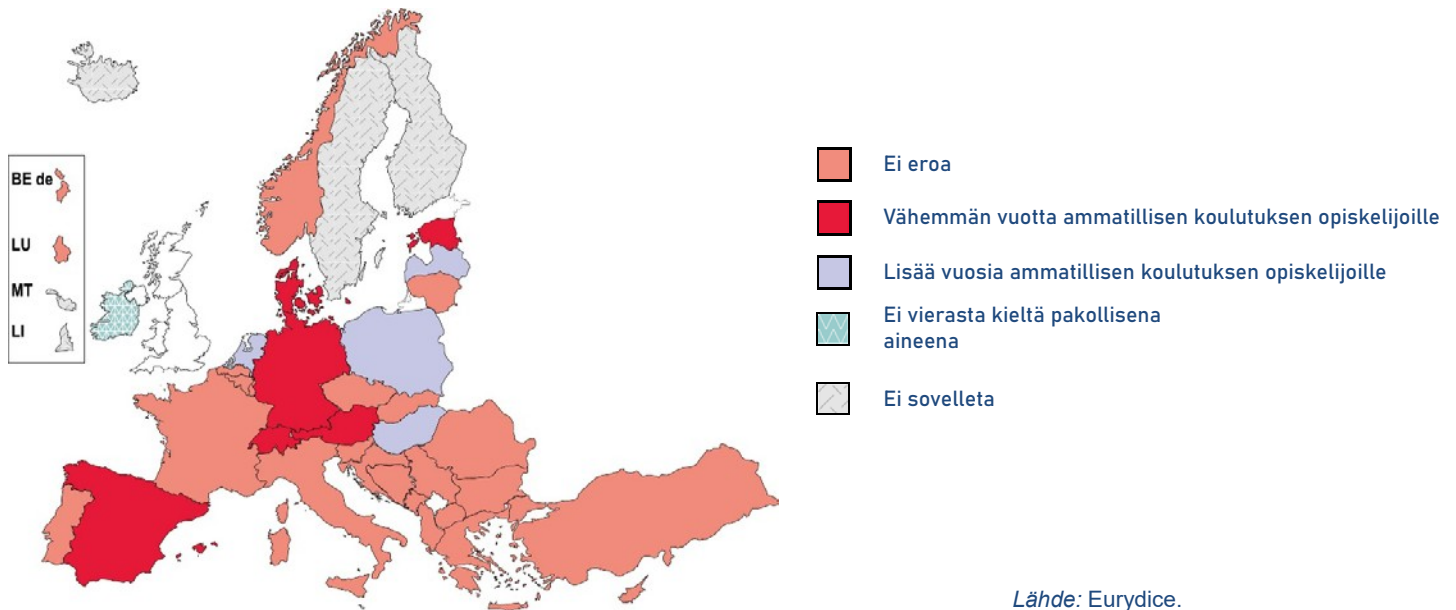 BE de
LU
MT
LI
Ei eroa
Vähemmän vuotta ammatillisen koulutuksen opiskelijoille
Lisää vuosia ammatillisen koulutuksen opiskelijoille
Ei vierasta kieltä pakollisena
aineena
Ei sovelleta
Lähde: Eurydice.